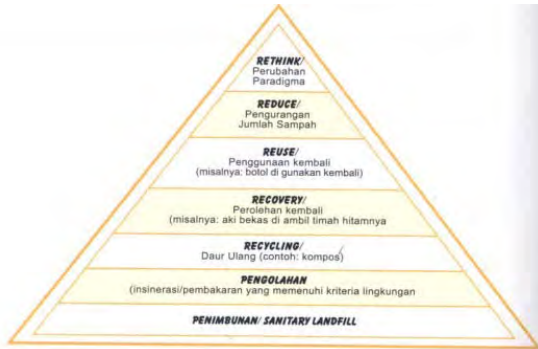 RETHINK/
Perubahan
Paradigma
REDUCE/
Pengurangan
Jumlah Sampah
REUSE/
Penggunaan kembali
(misalnya: botol di gunakan kembali)
RECOVERY/
Perolehan kembali
(misalnya: aki bekas di ambil timah hitamnya
RECYCLING/
Daur Ulang (contoh: kompos)
PENGOLAHAN
(insinerasi/pembakaran yang memenuhi kriteria lingkungan
PENIMBUNAN/ SANITARY LANDFILL